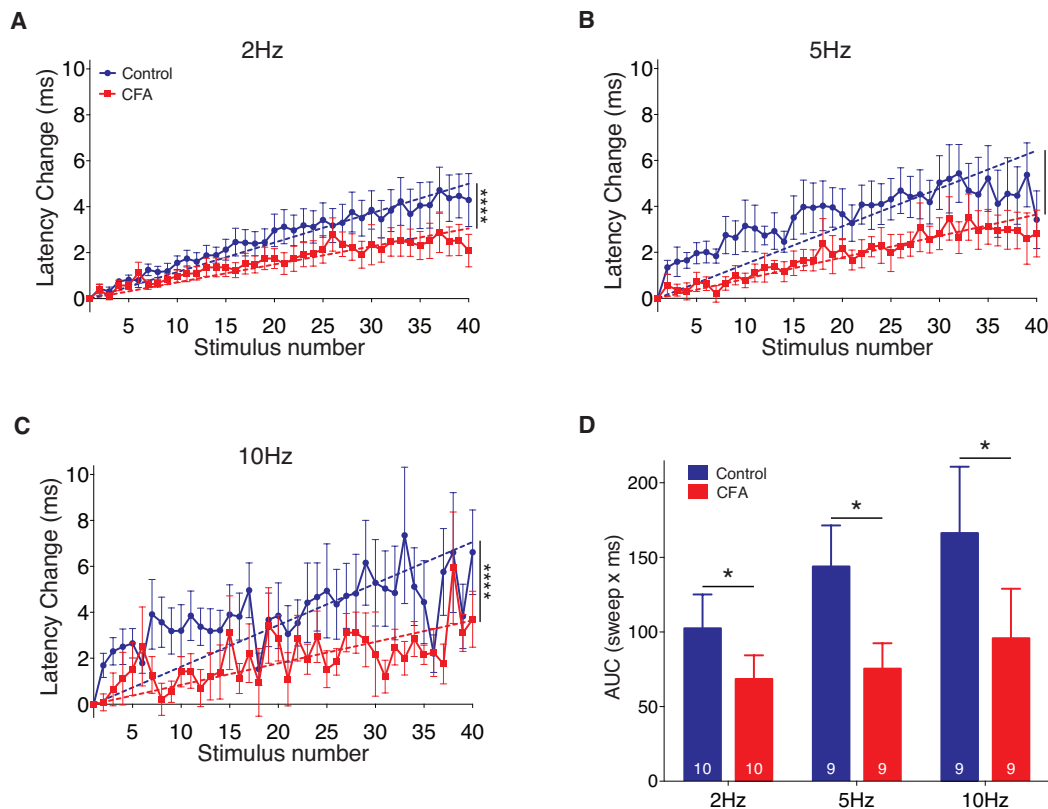 A
2Hz
Latency Change (ms)
10
8
6
4
2
0
Control
CFA
****
5 10 15 20 25 30 35 40
Stimulus number
B
5Hz
Latency Change (ms)
10
8
6
4
2
0
5 10 15 20 25 30 35 40
Stimulus number
C
10Hz
Latency Change (ms)
10
8
6
4
2
0
****
5 10 15 20 25 30 35 40
Stimulus number
D
AUC (sweep x ms)
200
150
100
50
0
Control
CFA
* * *
10 10 9 9 9 9
2Hz 5Hz 10Hz